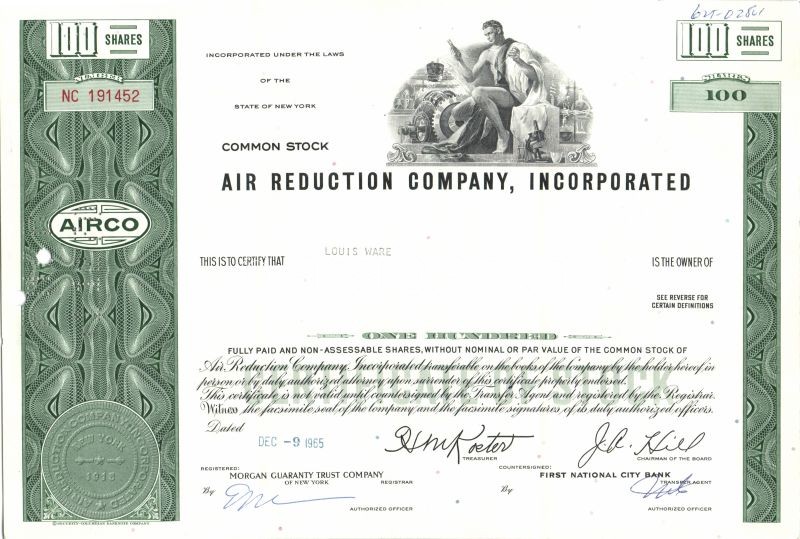 624-02861
100 SHARES
100 SHARES
NC 191452
SHARES
100
INCORPORATED UNDER THE LAWS
OF THE
STATE OF NEW YORK
COMMON STOCK
AIR REDUCTION COMPANY, INCORPORATED
AIRCO
THIS IS TO CERTIFY THAT
LOUIS WARE
IS THE OWNER OF
SEE REVERSE FOR
CERTAIN DEFINITIONS
ONE HUNDRED
FULLY PAID AND NON-ASSESSABLE SHARES, WITHOUT NOMINAL OR PAR VALUE OF THE COMMON STOCK OF
Air Reduction Company, Incorporated transferable on the books of the company by the holder hereof in
person or by duly authorized attorney upon surrender of this certificate properly endorsed.
This certificate is not valid until countersigned by the Transfer Agent and registered by the Registrar.
Witness the facsimile seal of the company and the facsimile signatures of its duly authorized officers.
Dated
DEC -9 1965
H M Koster
TREASURER
J. A. Hill
CHAIRMAN OF THE BOARD
REGISTERED:
MORGAN GUARANTY TRUST COMPANY
OF NEW YORK
REGISTRAR
By
AUTHORIZED OFFICER
COUNTERSIGNED:
FIRST NATIONAL CITY BANK
TRANSFER AGENT
By
AUTHORIZED OFFICER
NEW YORK
1915
©SECURITY-COLUMBIAN BANKNOTE COMPANY